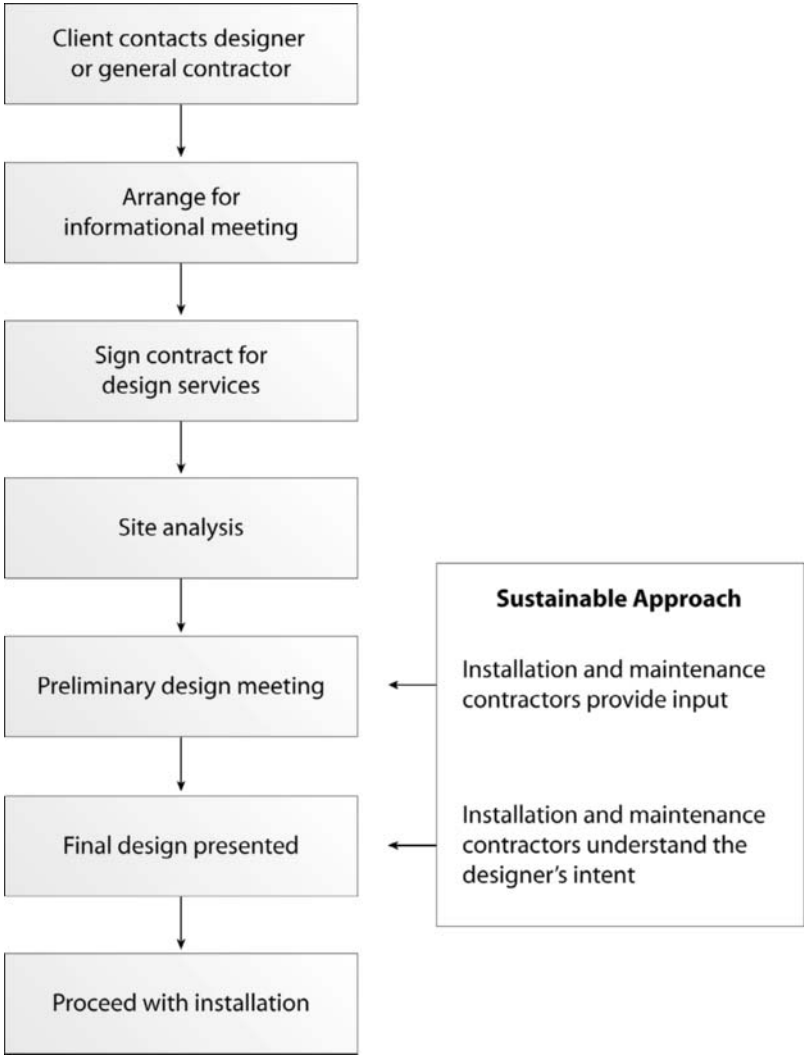 Client contacts designer
or general contractor
Arrange for
informational meeting
Sign contract for
design services
Site analysis
Preliminary design meeting
Final design presented
Proceed with installation
Sustainable Approach
Installation and maintenance
contractors provide input
Installation and maintenance
contractors understand the
designer's intent